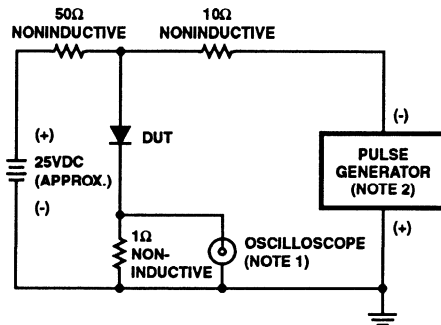 50Ω
NONINDUCTIVE
10Ω
NONINDUCTIVE
(+)
25VDC
(APPROX.)
(-)
DUT
(-)
PULSE
GENERATOR
(NOTE 2)
(+)
1Ω
NON-
INDUCTIVE
OSCILLOSCOPE
(NOTE 1)